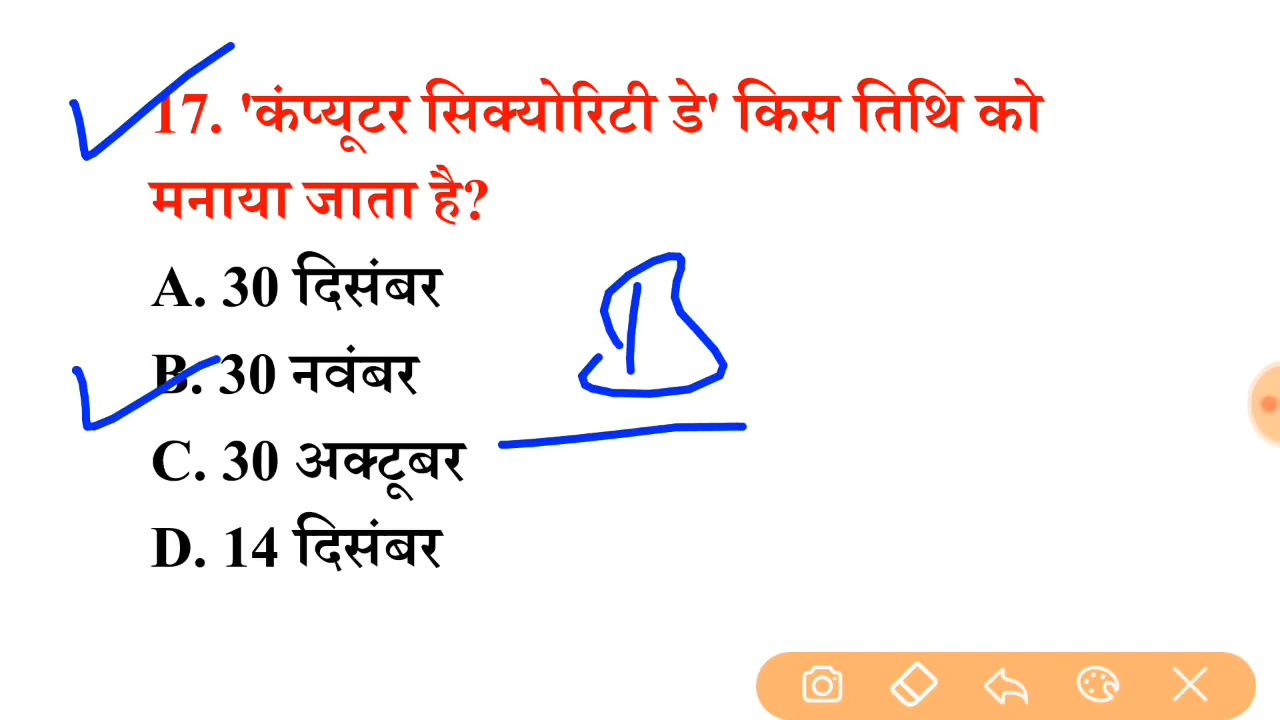 17. 'कंप्यूटर सिक्योरिटी डे' किस तिथि को
मनाया जाता है?
A. 30 दिसंबर
B
B. 30 नवंबर
C. 30 अक्टूबर
D. 14 दिसंबर